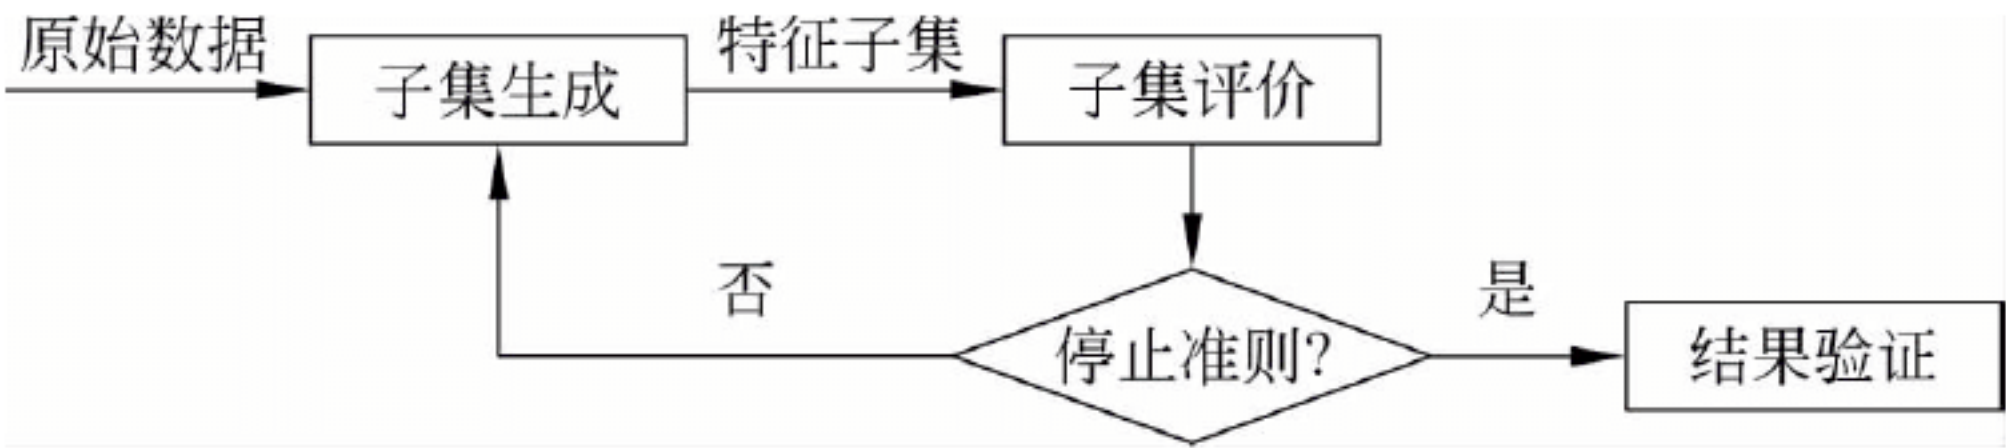 原始数据
子集生成
特征子集
子集评价
否
停止准则?
是
结果验证